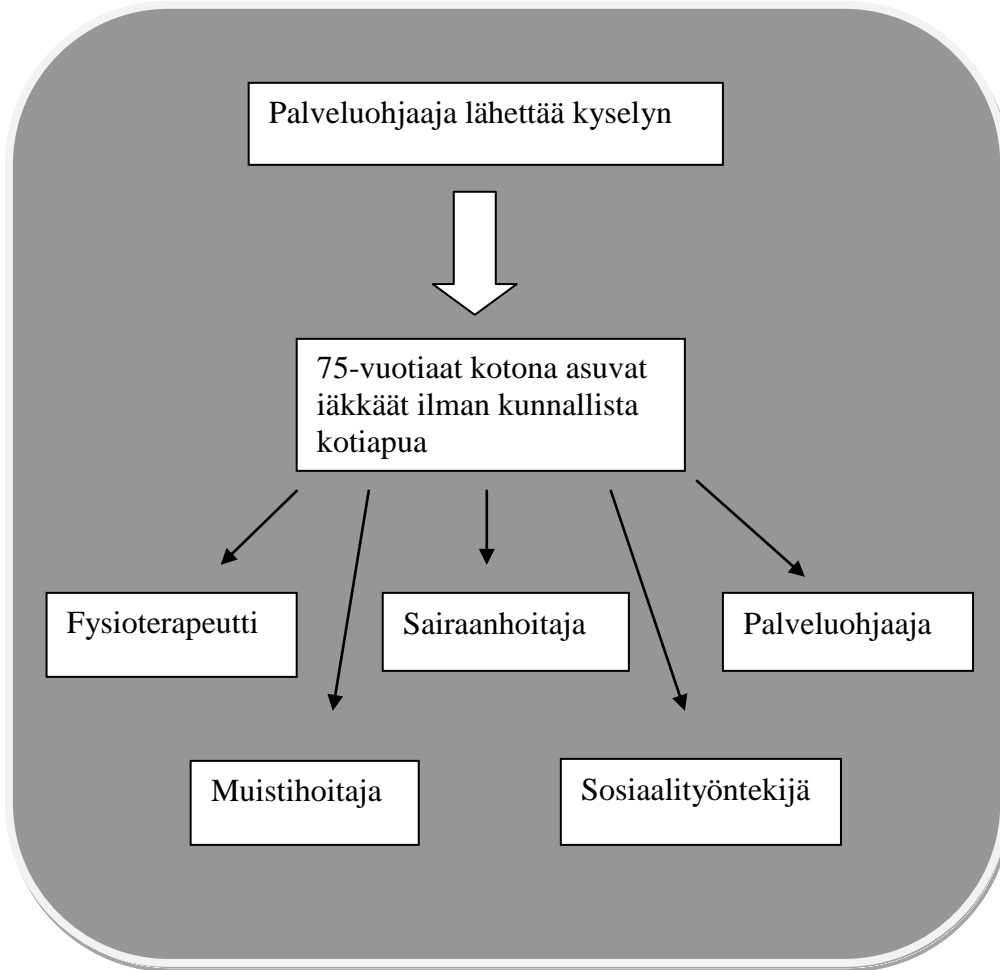 Palveluohjaaja lähettää kyselyn
75-vuotiaat kotona asuvat
iäkkäät ilman kunnallista
kotiapua
Fysioterapeutti
Sairaanhoitaja
Palveluohjaaja
Muistihoitaja
Sosiaalityöntekijä